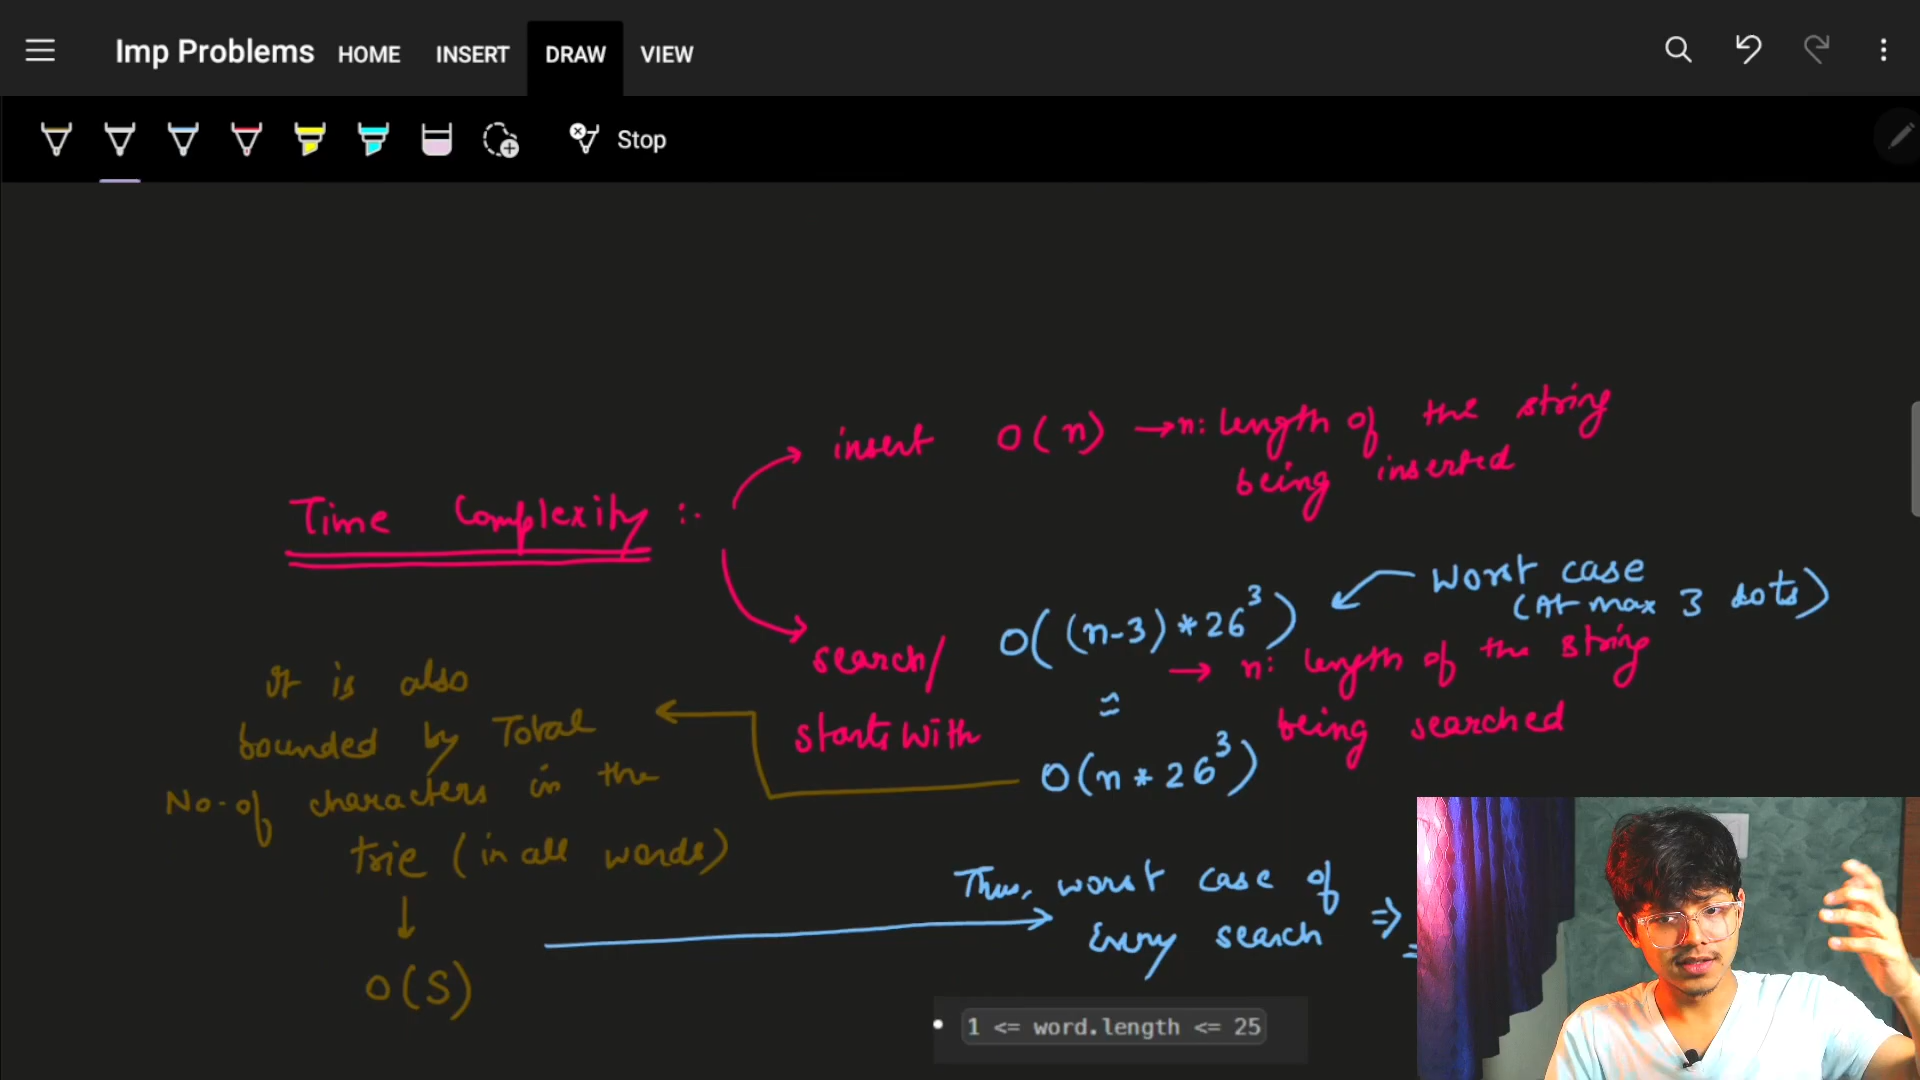 Imp Problems HOME INSERT DRAW VIEW
Stop
Time Complexity :-
insert O(n) → n: length of the string
being inserted
worst case
(At max 3 dots)
search/
startsWith
O((n-3) * 26³)
→ n: length of the string
being searched
≈
O(n * 26³)
It is also
bounded by Total
No. of characters in the
trie (in all words)
↓
O(S)
Thus, worst case of
Every search ⇒
• 1 <= word.length <= 25